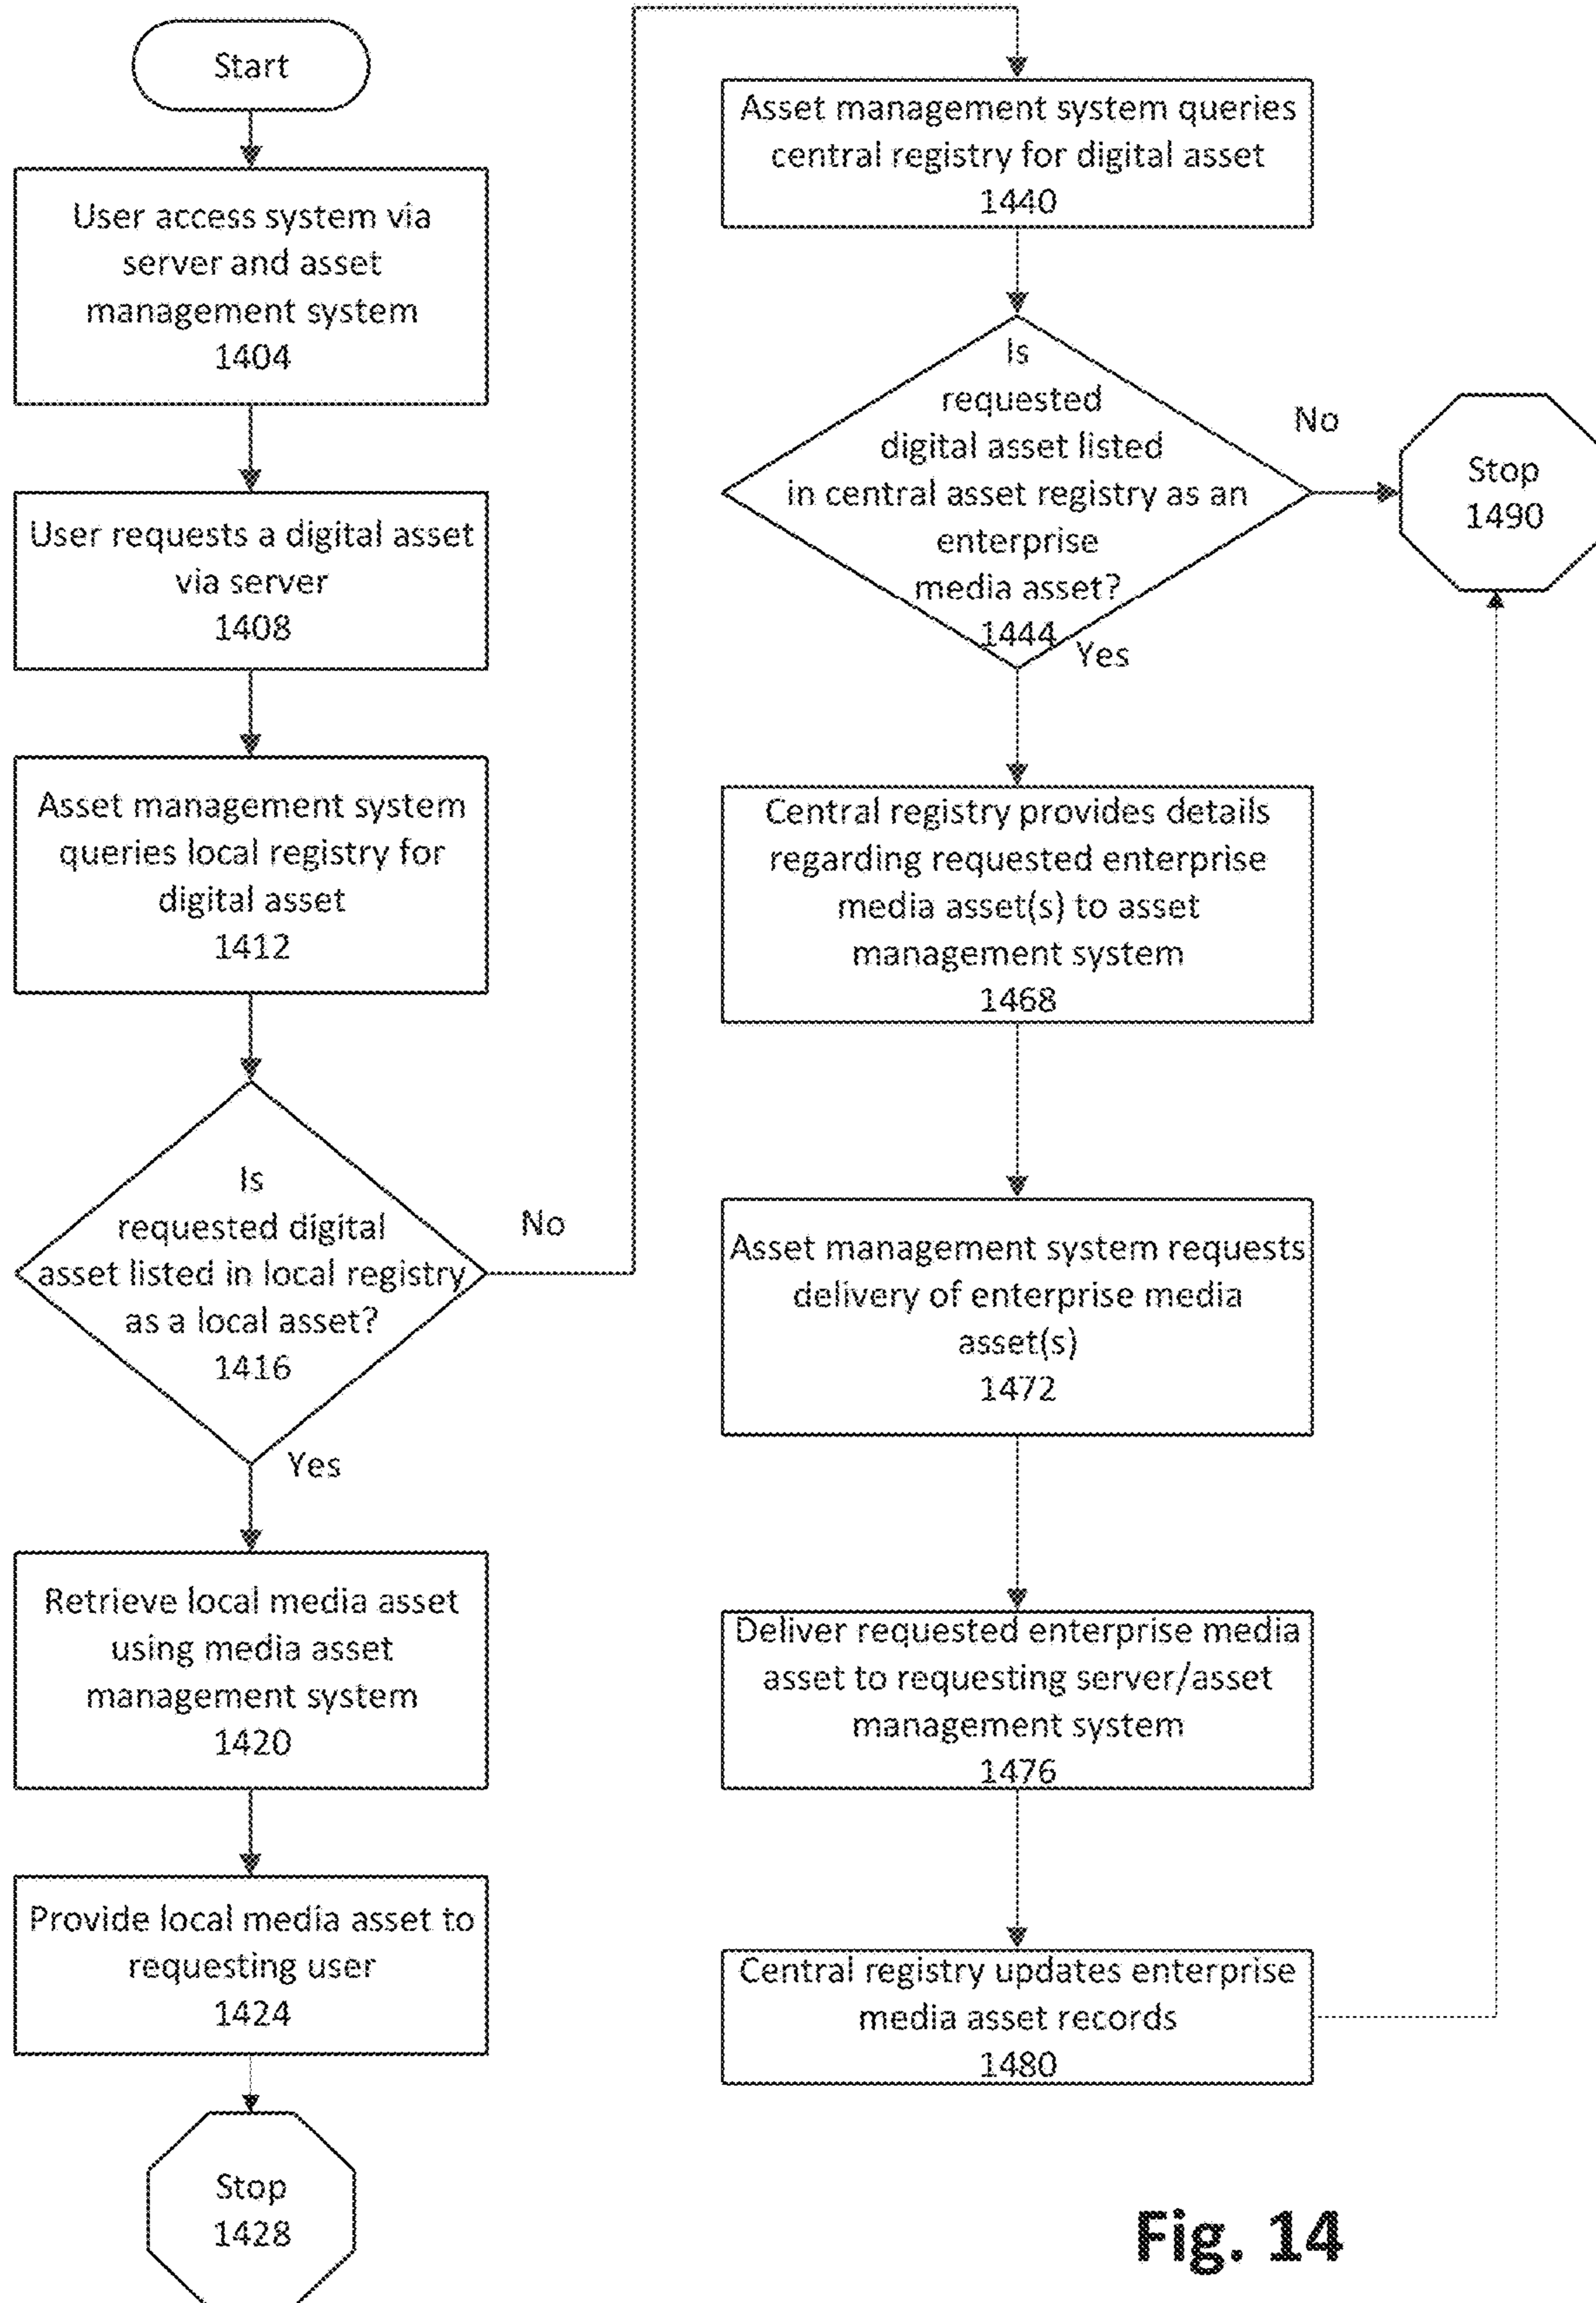 Start
User access system via
server and asset
management system
1404
User requests a digital asset
via server
1408
Asset management system
queries local registry for
digital asset
1412
Is
requested digital
asset listed in local registry
as a local asset?
1416
No
Yes
Retrieve local media asset
using media asset
management system
1420
Provide local media asset to
requesting user
1424
Stop
1428
Asset management system queries
central registry for digital asset
1440
Is
requested
digital asset listed
in central asset registry as an
enterprise
media asset?
1444
No
Yes
Stop
1490
Central registry provides details
regarding requested enterprise
media asset(s) to asset
management system
1468
Asset management system requests
delivery of enterprise media
asset(s)
1472
Deliver requested enterprise media
asset to requesting server/asset
management system
1476
Central registry updates enterprise
media asset records
1480
Fig. 14